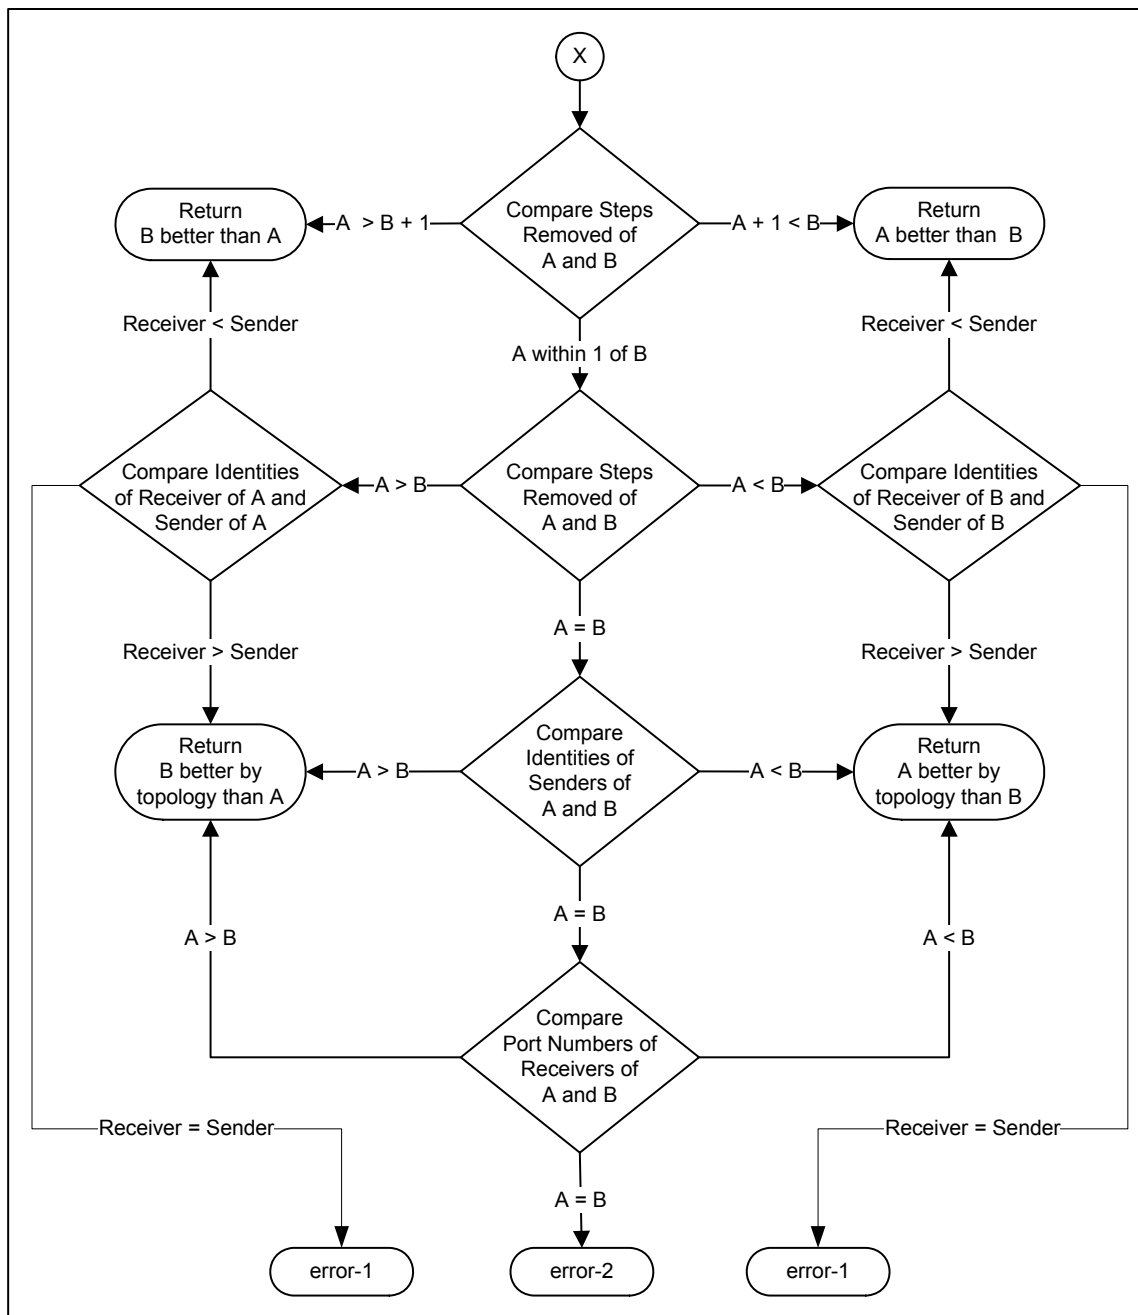 X
Compare Steps
Removed of
A and B
A > B + 1
A + 1 < B
Return
B better than A
Return
A better than B
Receiver < Sender
Receiver < Sender
A within 1 of B
Compare Identities
of Receiver of A and
Sender of A
A > B
Compare Steps
Removed of
A and B
A < B
Compare Identities
of Receiver of B and
Sender of B
A = B
Receiver > Sender
Receiver > Sender
Return
B better by
topology than A
A > B
Compare
Identities of
Senders of
A and B
A < B
Return
A better by
topology than B
A = B
A > B
A < B
Compare
Port Numbers of
Receivers of
A and B
Receiver = Sender
Receiver = Sender
A = B
error-1
error-2
error-1